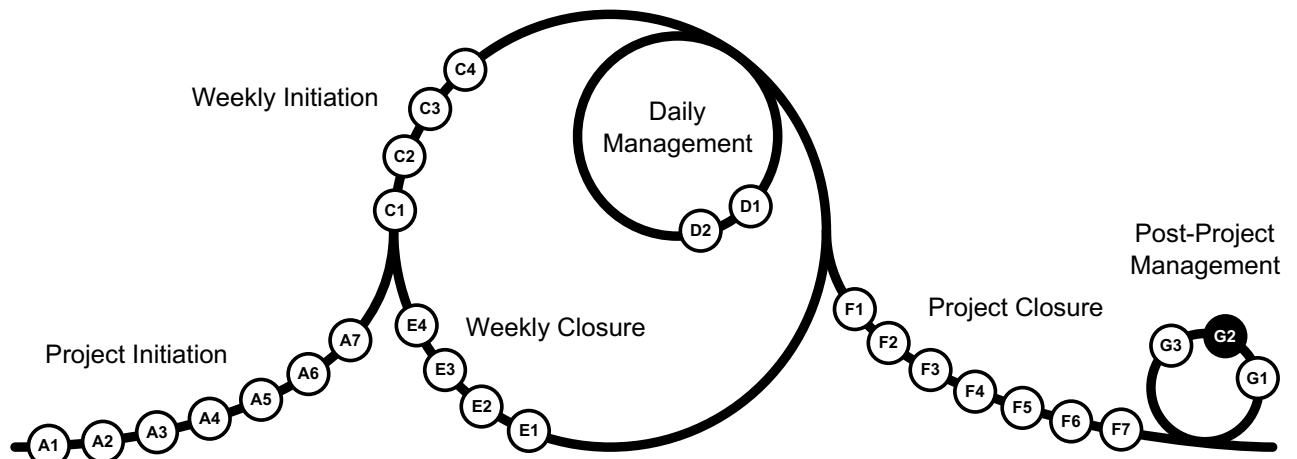 Weekly Initiation
C4
C3
C2
C1
Daily
Management
D1
D2
Post-Project
Management
Project Initiation
A1
A2
A3
A4
A5
A6
A7
Weekly Closure
E4
E3
E2
E1
Project Closure
F1
F2
F3
F4
F5
F6
F7
G3
G2
G1